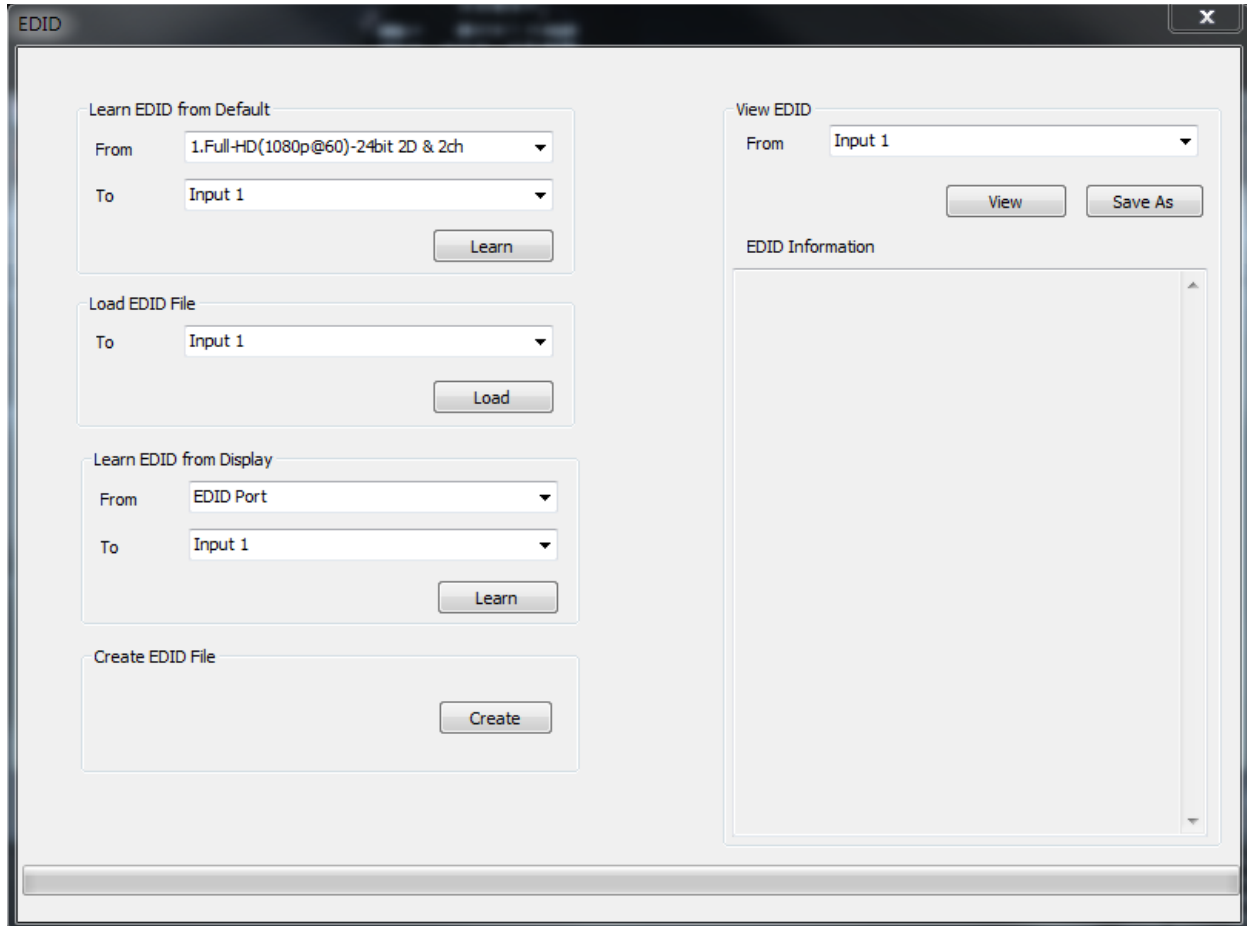 EDID
x
Learn EDID from Default
From 1.Full-HD(1080p@60)-24bit 2D & 2ch
To Input 1
Learn
Load EDID File
To Input 1
Load
Learn EDID from Display
From EDID Port
To Input 1
Learn
Create EDID File
Create
View EDID
From Input 1
View Save As
EDID Information